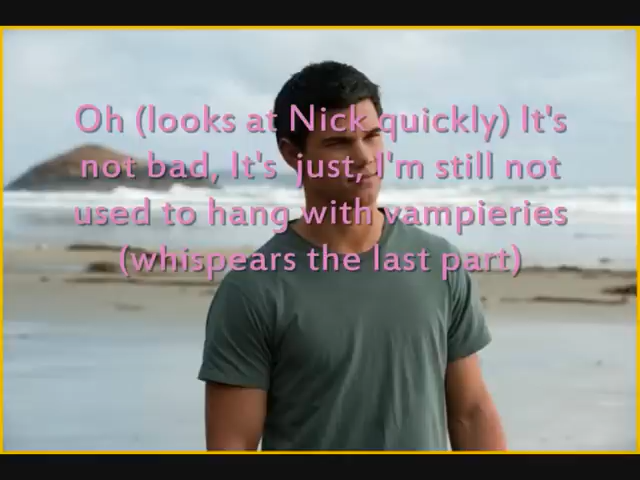 Oh (looks at Nick quickly) It's
not bad, It's just, I'm still not
used to hang with vampieries
(whispears the last part)